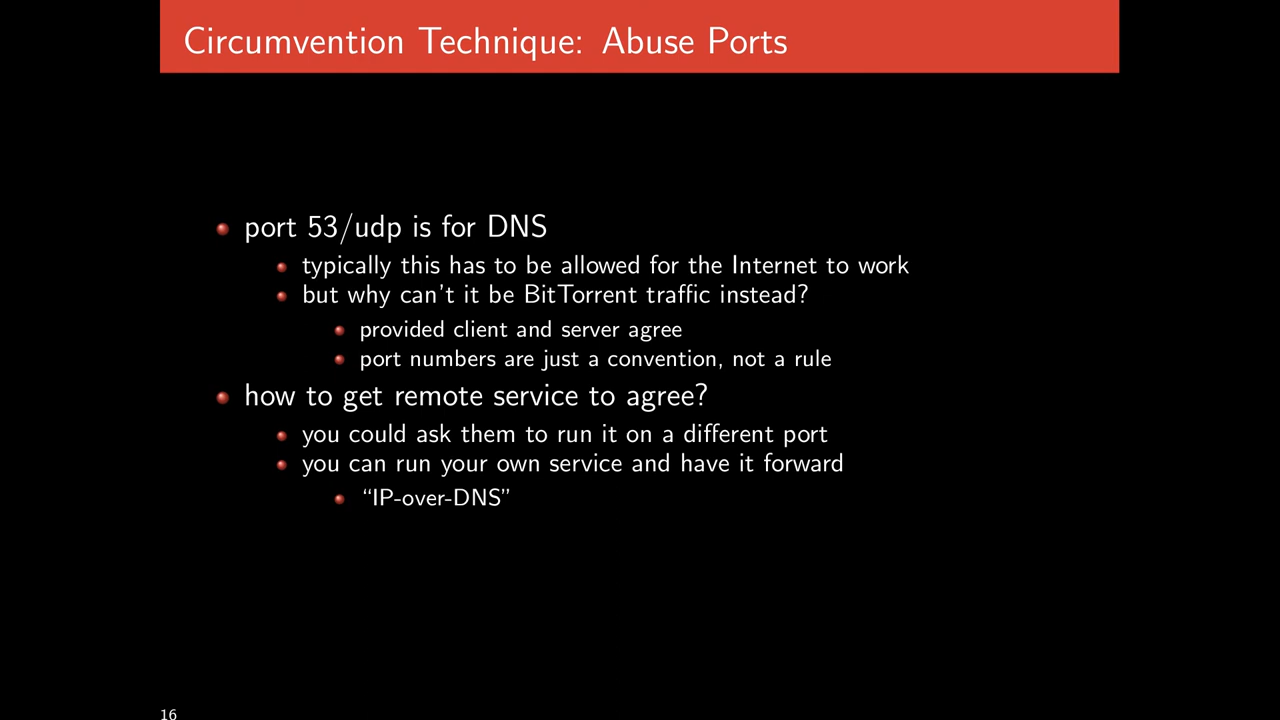 Circumvention Technique: Abuse Ports
port 53/udp is for DNS
typically this has to be allowed for the Internet to work
but why can't it be BitTorrent traffic instead?
provided client and server agree
port numbers are just a convention, not a rule
how to get remote service to agree?
you could ask them to run it on a different port
you can run your own service and have it forward
“IP-over-DNS”
16